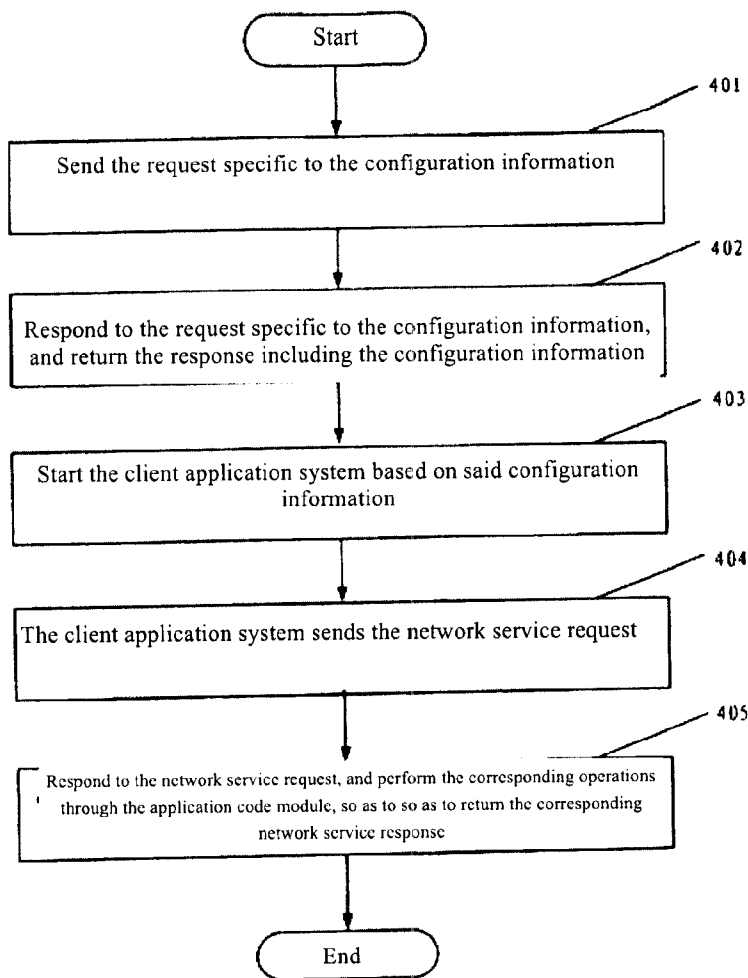 Start
401
Send the request specific to the configuration information
402
Respond to the request specific to the configuration information,
and return the response including the configuration information
403
Start the client application system based on said configuration
information
404
The client application system sends the network service request
405
Respond to the network service request, and perform the corresponding operations
through the application code module, so as to so as to return the corresponding
network service response
End